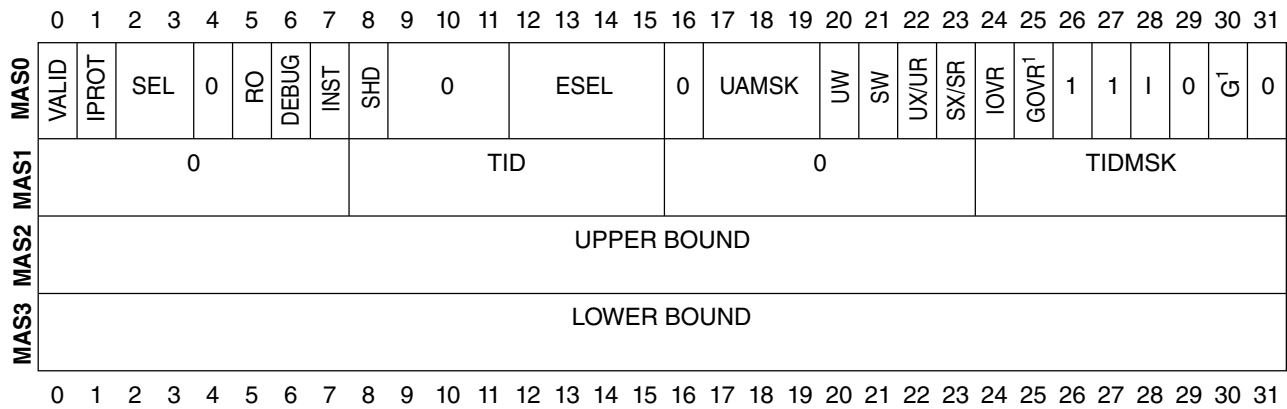 0 1 2 3 4 5 6 7 8 9 10 11 12 13 14 15 16 17 18 19 20 21 22 23 24 25 26 27 28 29 30 31
MAS0 VALID IPROT SEL 0 RO DEBUG INST SHD 0 ESEL 0 UAMSK UW SW UX/UR SX/SR IOVR GOVR¹ 1 1 I 0 G¹ 0
MAS1 0 TID 0 TIDMSK
MAS2 UPPER BOUND
MAS3 LOWER BOUND
0 1 2 3 4 5 6 7 8 9 10 11 12 13 14 15 16 17 18 19 20 21 22 23 24 25 26 27 28 29 30 31